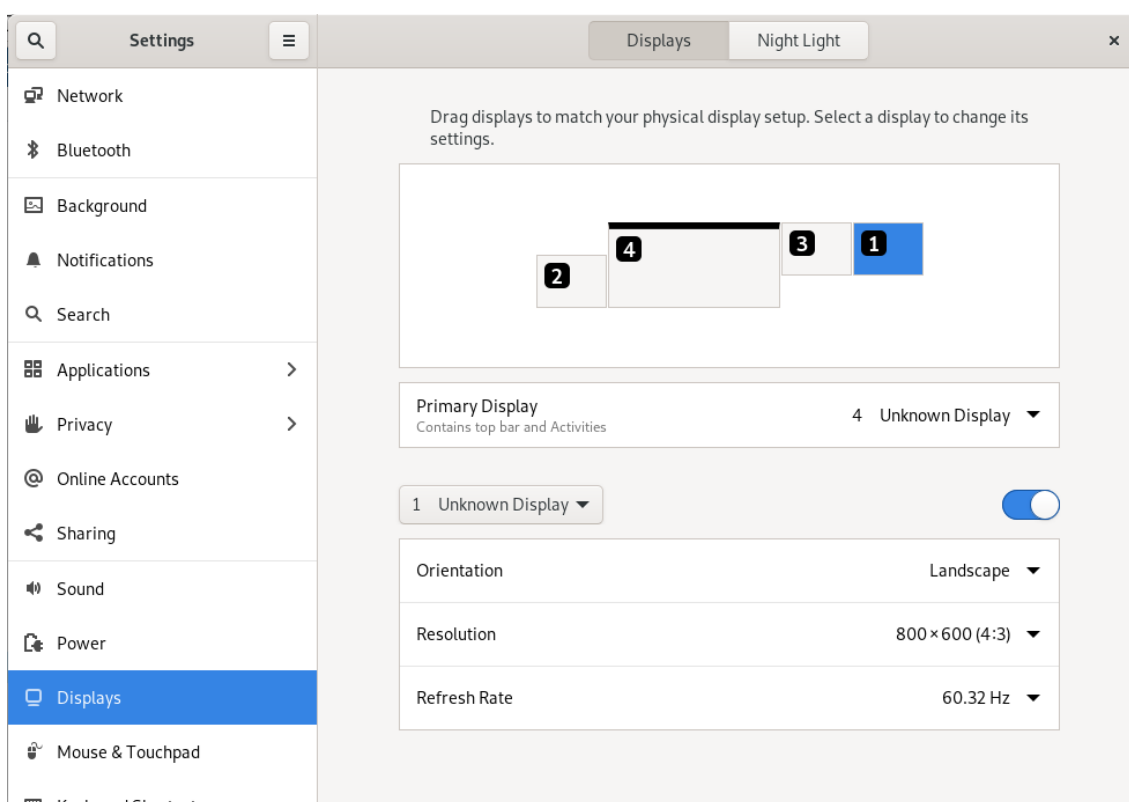 Settings
Displays
Night Light
Network
Bluetooth
Background
Notifications
Search
Applications
Privacy
Online Accounts
Sharing
Sound
Power
Displays
Mouse & Touchpad
Drag displays to match your physical display setup. Select a display to change its
settings.
2
4
3
1
Primary Display
Contains top bar and Activities
4 Unknown Display
1 Unknown Display
Orientation
Landscape
Resolution
800×600 (4:3)
Refresh Rate
60.32 Hz